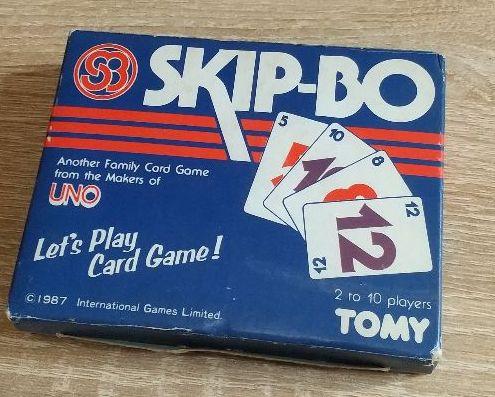 SB SKIP-BO
Another Family Card Game
from the Makers of
UNO
Let's Play
Card Game!
© 1987 International Games Limited.
5
10
8
12
12
12
2 to 10 players
TOMY